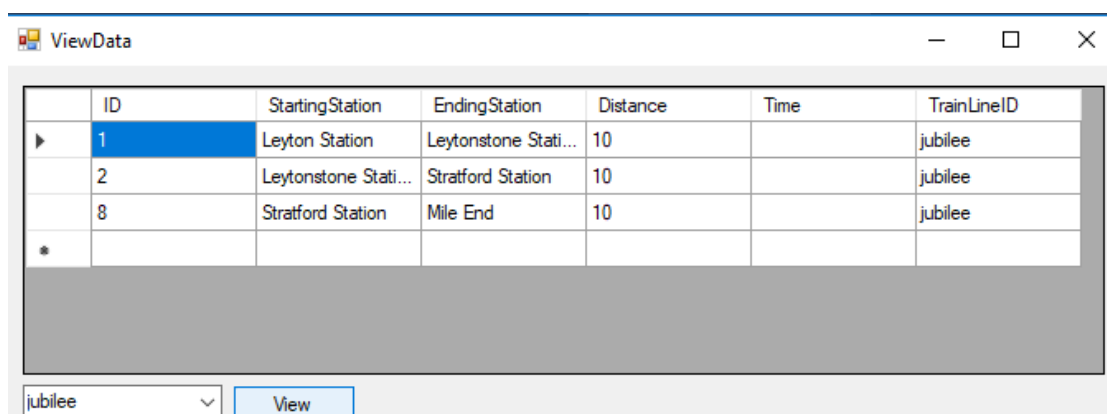 ViewData
ID StartingStation EndingStation Distance Time TrainLineID
1 Leyton Station Leytonstone Stati... 10 jubilee
2 Leytonstone Stati... Stratford Station 10 jubilee
8 Stratford Station Mile End 10 jubilee
jubilee View